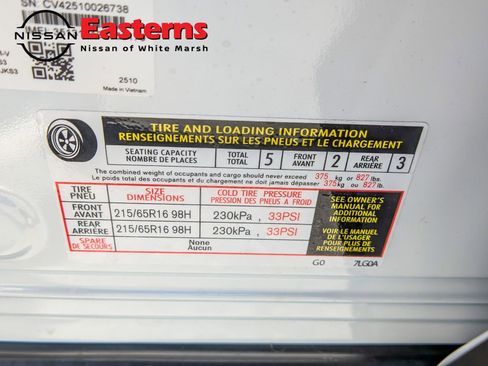 SN: CV42510026738
Easterns
NISSAN
NISSAN OF WHITE MARSH
2510
Made in Vietnam
TIRE AND LOADING INFORMATION
RENSEIGNEMENTS SUR LES PNEUS ET LE CHARGEMENT
SEATING CAPACITY TOTAL 5 FRONT 2 REAR 3
NOMBRE DE PLACES TOTAL AVANT ARRIÈRE
The combined weight of occupants and cargo should never exceed 375 kg or 827 lbs.
Le poids total des occupants et du chargement ne doit jamais dépasser 375 kg ou 827 lb.
TIRE SIZE COLD TIRE PRESSURE
PNEU DIMENSIONS PRESSION DES PNEUS À FROID
FRONT
AVANT 215/65R16 98H 230kPA , 33PSI
REAR
ARRIÈRE 215/65R16 98H 230kPA , 33PSI
SPARE None
DE SECOURS Aucun
SEE OWNER'S
MANUAL FOR
ADDITIONAL
INFORMATION
VOIR LE MANUEL
DE L'USAGER
POUR PLUS DE
RENSEIGNEMENTS
G0 7LG0A